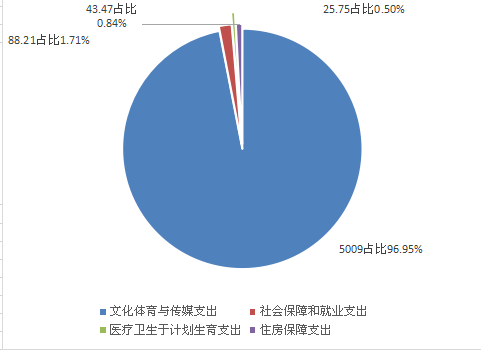 43.47占比
0.84%
25.75占比0.50%
88.21占比1.71%
5009占比96.95%
文化体育与传媒支出 社会保障和就业支出
医疗卫生于计划生育支出 住房保障支出